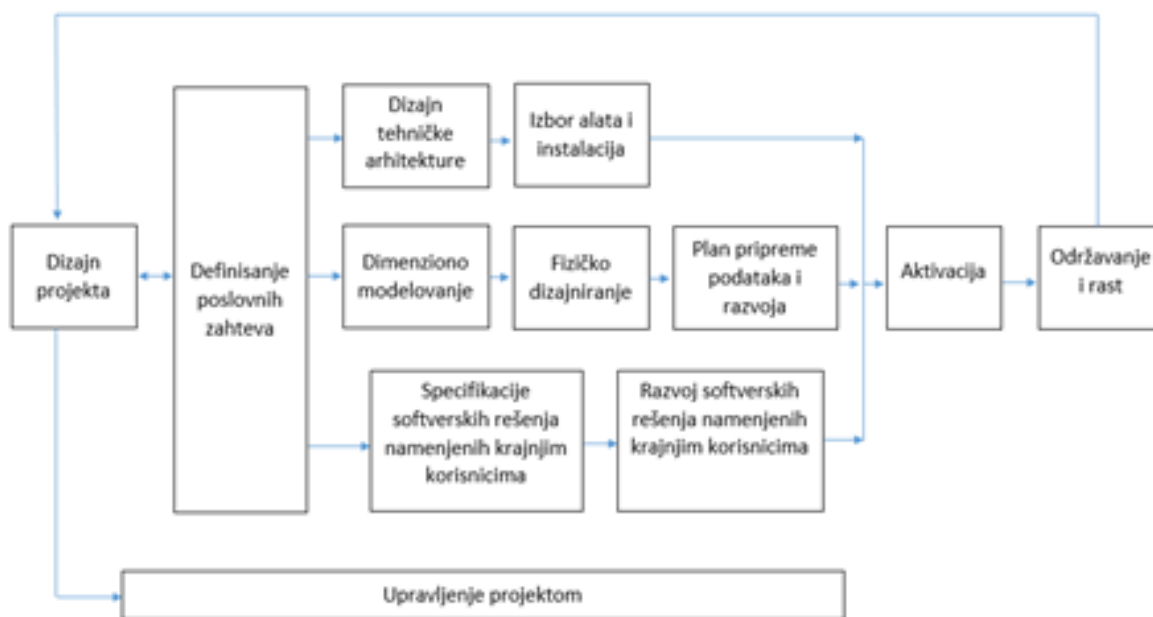 Dizajn
projekta
Definisanje
poslovnih
zahteva
Dizajn
tehničke
arhitekture
Izbor alata i
instalacija
Dimenziono
modelovanje
Fizičko
dizajniranje
Plan pripreme
podataka i
razvoja
Specifikacije
softverskih rešenja
namenjenih krajnjim
korisnicima
Razvoj softverskih
rešenja namenjenih
krajnjim korisnicima
Aktivacija
Održavanje
i rast
Upravljenje projektom